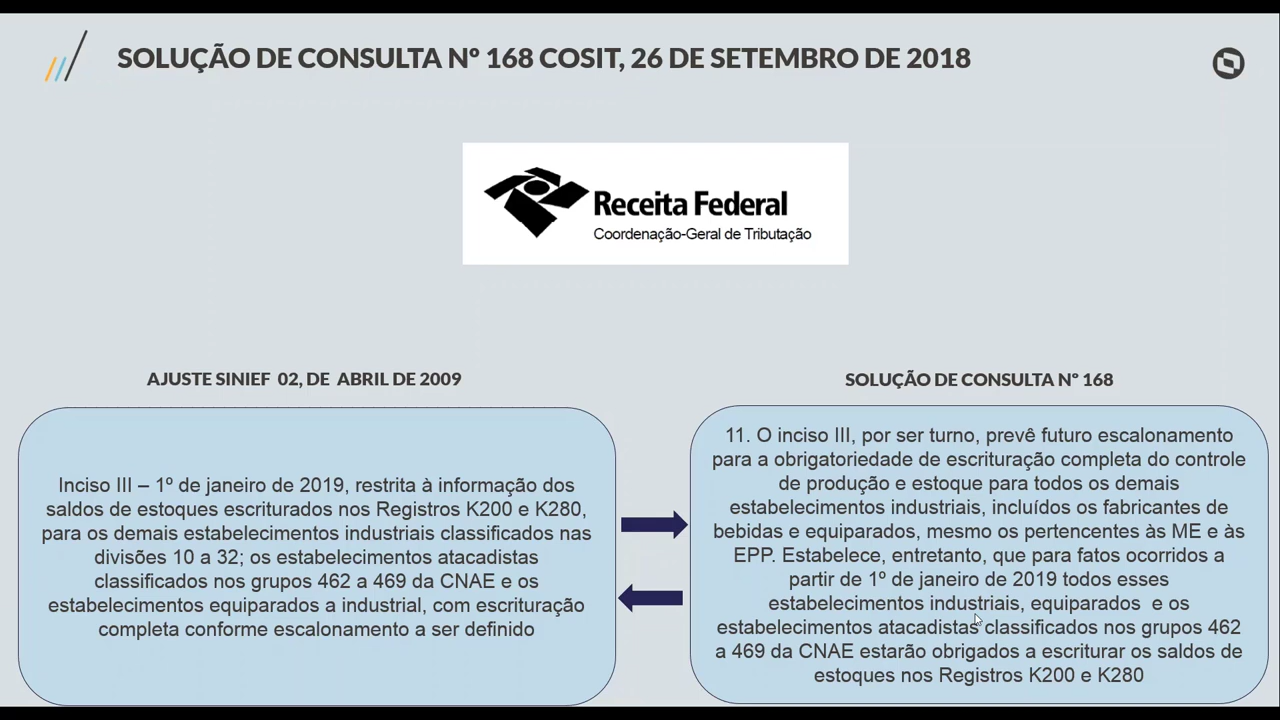 SOLUÇÃO DE CONSULTA Nº 168 COSIT, 26 DE SETEMBRO DE 2018
Receita Federal
Coordenação-Geral de Tributação
AJUSTE SINIEF 02, DE ABRIL DE 2009
Inciso III – 1º de janeiro de 2019, restrita à informação dos
saldos de estoques escriturados nos Registros K200 e K280,
para os demais estabelecimentos industriais classificados nas
divisões 10 a 32; os estabelecimentos atacadistas
classificados nos grupos 462 a 469 da CNAE e os
estabelecimentos equiparados a industrial, com escrituração
completa conforme escalonamento a ser definido
SOLUÇÃO DE CONSULTA Nº 168
11. O inciso III, por ser turno, prevê futuro escalonamento
para a obrigatoriedade de escrituração completa do controle
de produção e estoque para todos os demais
estabelecimentos industriais, incluídos os fabricantes de
bebidas e equiparados, mesmo os pertencentes às ME e às
EPP. Estabelece, entretanto, que para fatos ocorridos a
partir de 1º de janeiro de 2019 todos esses
estabelecimentos industriais, equiparados e os
estabelecimentos atacadistas classificados nos grupos 462
a 469 da CNAE estarão obrigados a escriturar os saldos de
estoques nos Registros K200 e K280